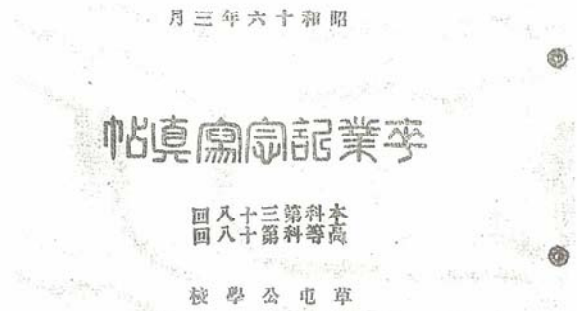 昭和十六年三月
卒業記念寫真帖
本科第三十八回
高等科第十八回
草屯公學校